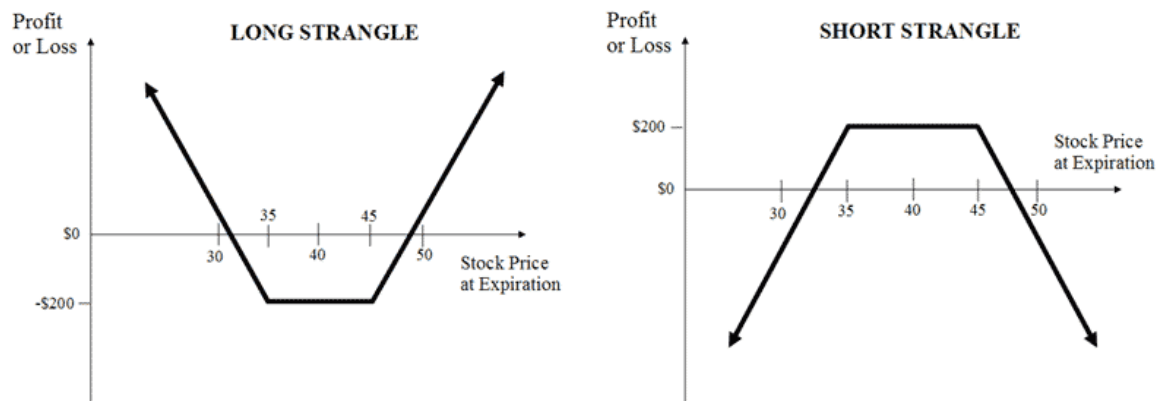 Profit
or Loss
LONG STRANGLE
35
45
$0
30
40
50
Stock Price
at Expiration
-$200
Profit
or Loss
SHORT STRANGLE
$200
Stock Price
at Expiration
$0
30
35
40
45
50